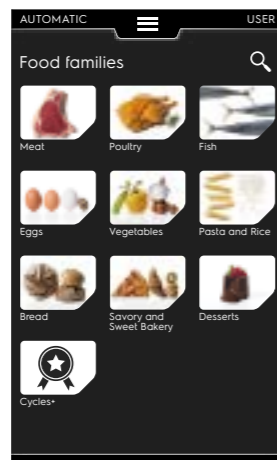 AUTOMATIC USER
Food families
Meat Poultry Fish
Eggs Vegetables Pasta and Rice
Bread Savory and Desserts
Sweet Bakery
Cycles+